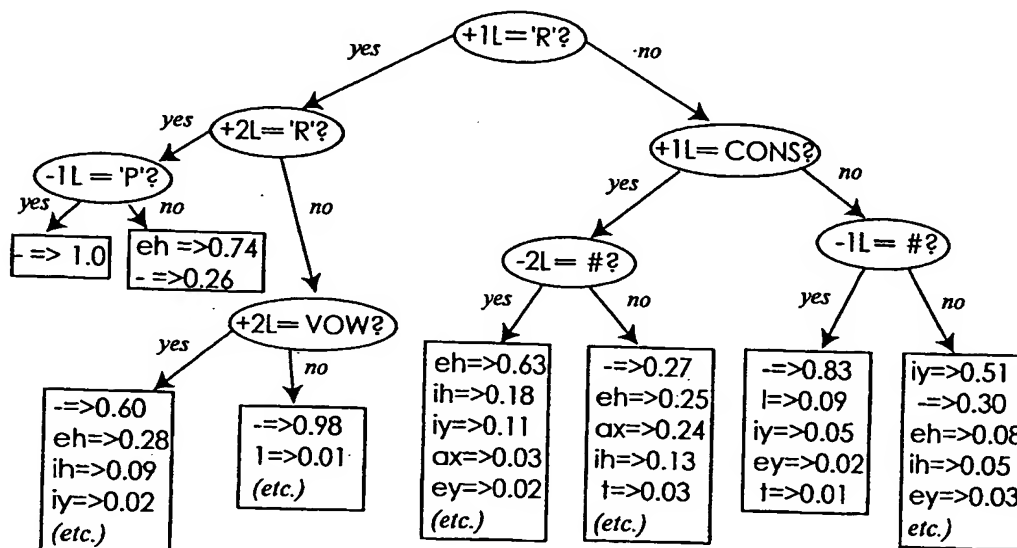 +1L='R'?
yes
no
+2L='R'?
+1L= CONS?
yes
no
yes
no
-1L ='P'?
yes
no
- => 1.0
eh =>0.74
- =>0.26
-2L= #?
yes
no
-1L= #?
yes
no
+2L= VOW?
yes
no
-=>0.60
eh=>0.28
ih=>0.09
iy=>0.02
(etc.)
-=>0.98
1=>0.01
(etc.)
eh=>0.63
ih=>0.18
iy=>0.11
ax=>0.03
ey=>0.02
(etc.)
-=>0.27
eh=>0.25
ax=>0.24
ih=>0.13
t=>0.03
(etc.)
-=>0.83
l=>0.09
iy=>0.05
ey=>0.02
t=>0.01
iy=>0.51
-=>0.30
eh=>0.08
ih=>0.05
ey=>0.03
etc.)